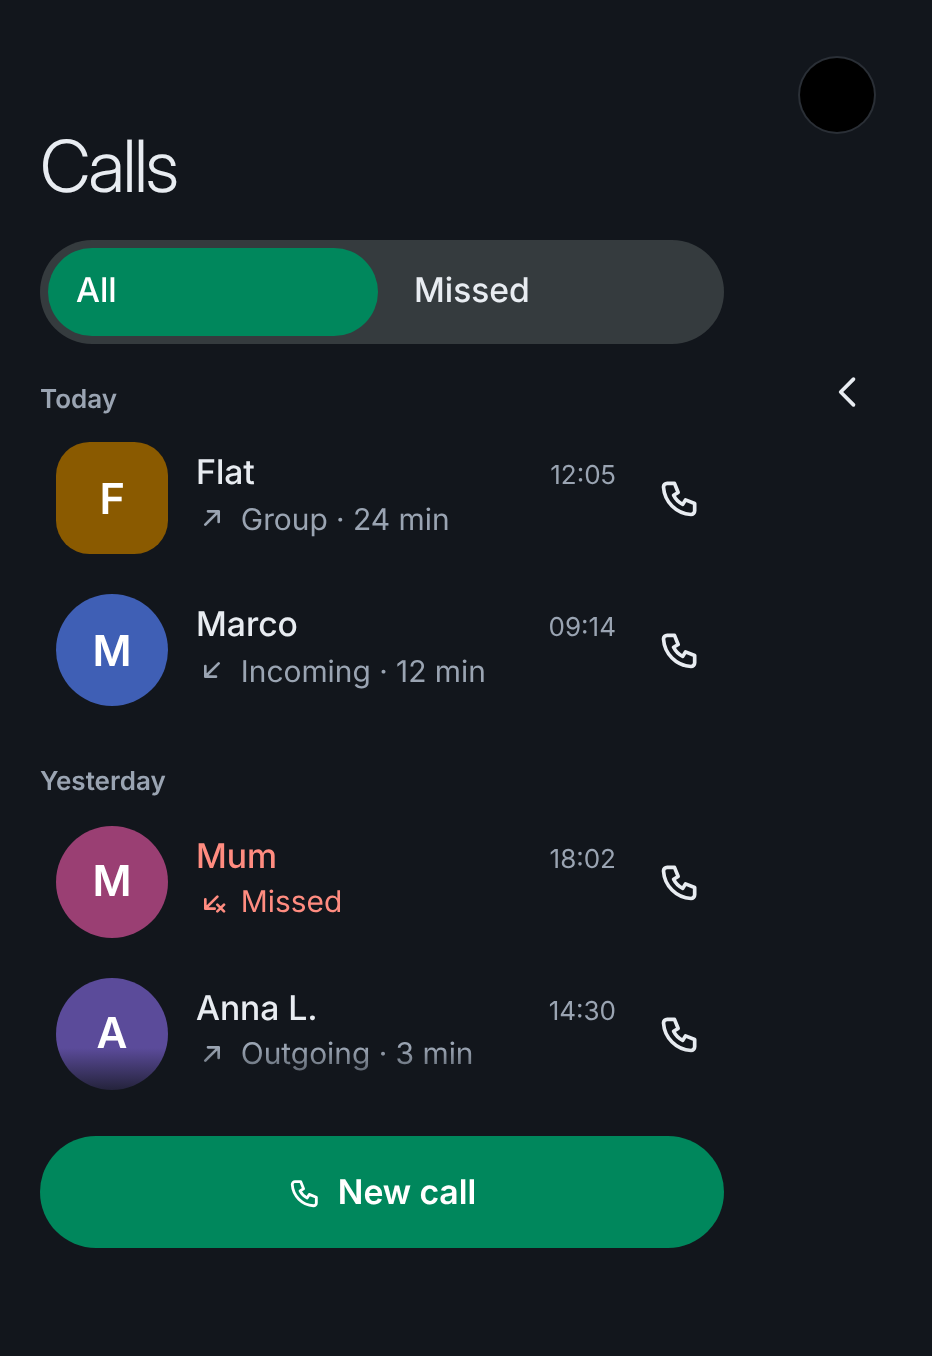 Calls
All Missed
Today
F Flat 12:05
Group · 24 min
M Marco 09:14
Incoming · 12 min
Yesterday
M Mum 18:02
Missed
A Anna L. 14:30
Outgoing · 3 min
New call